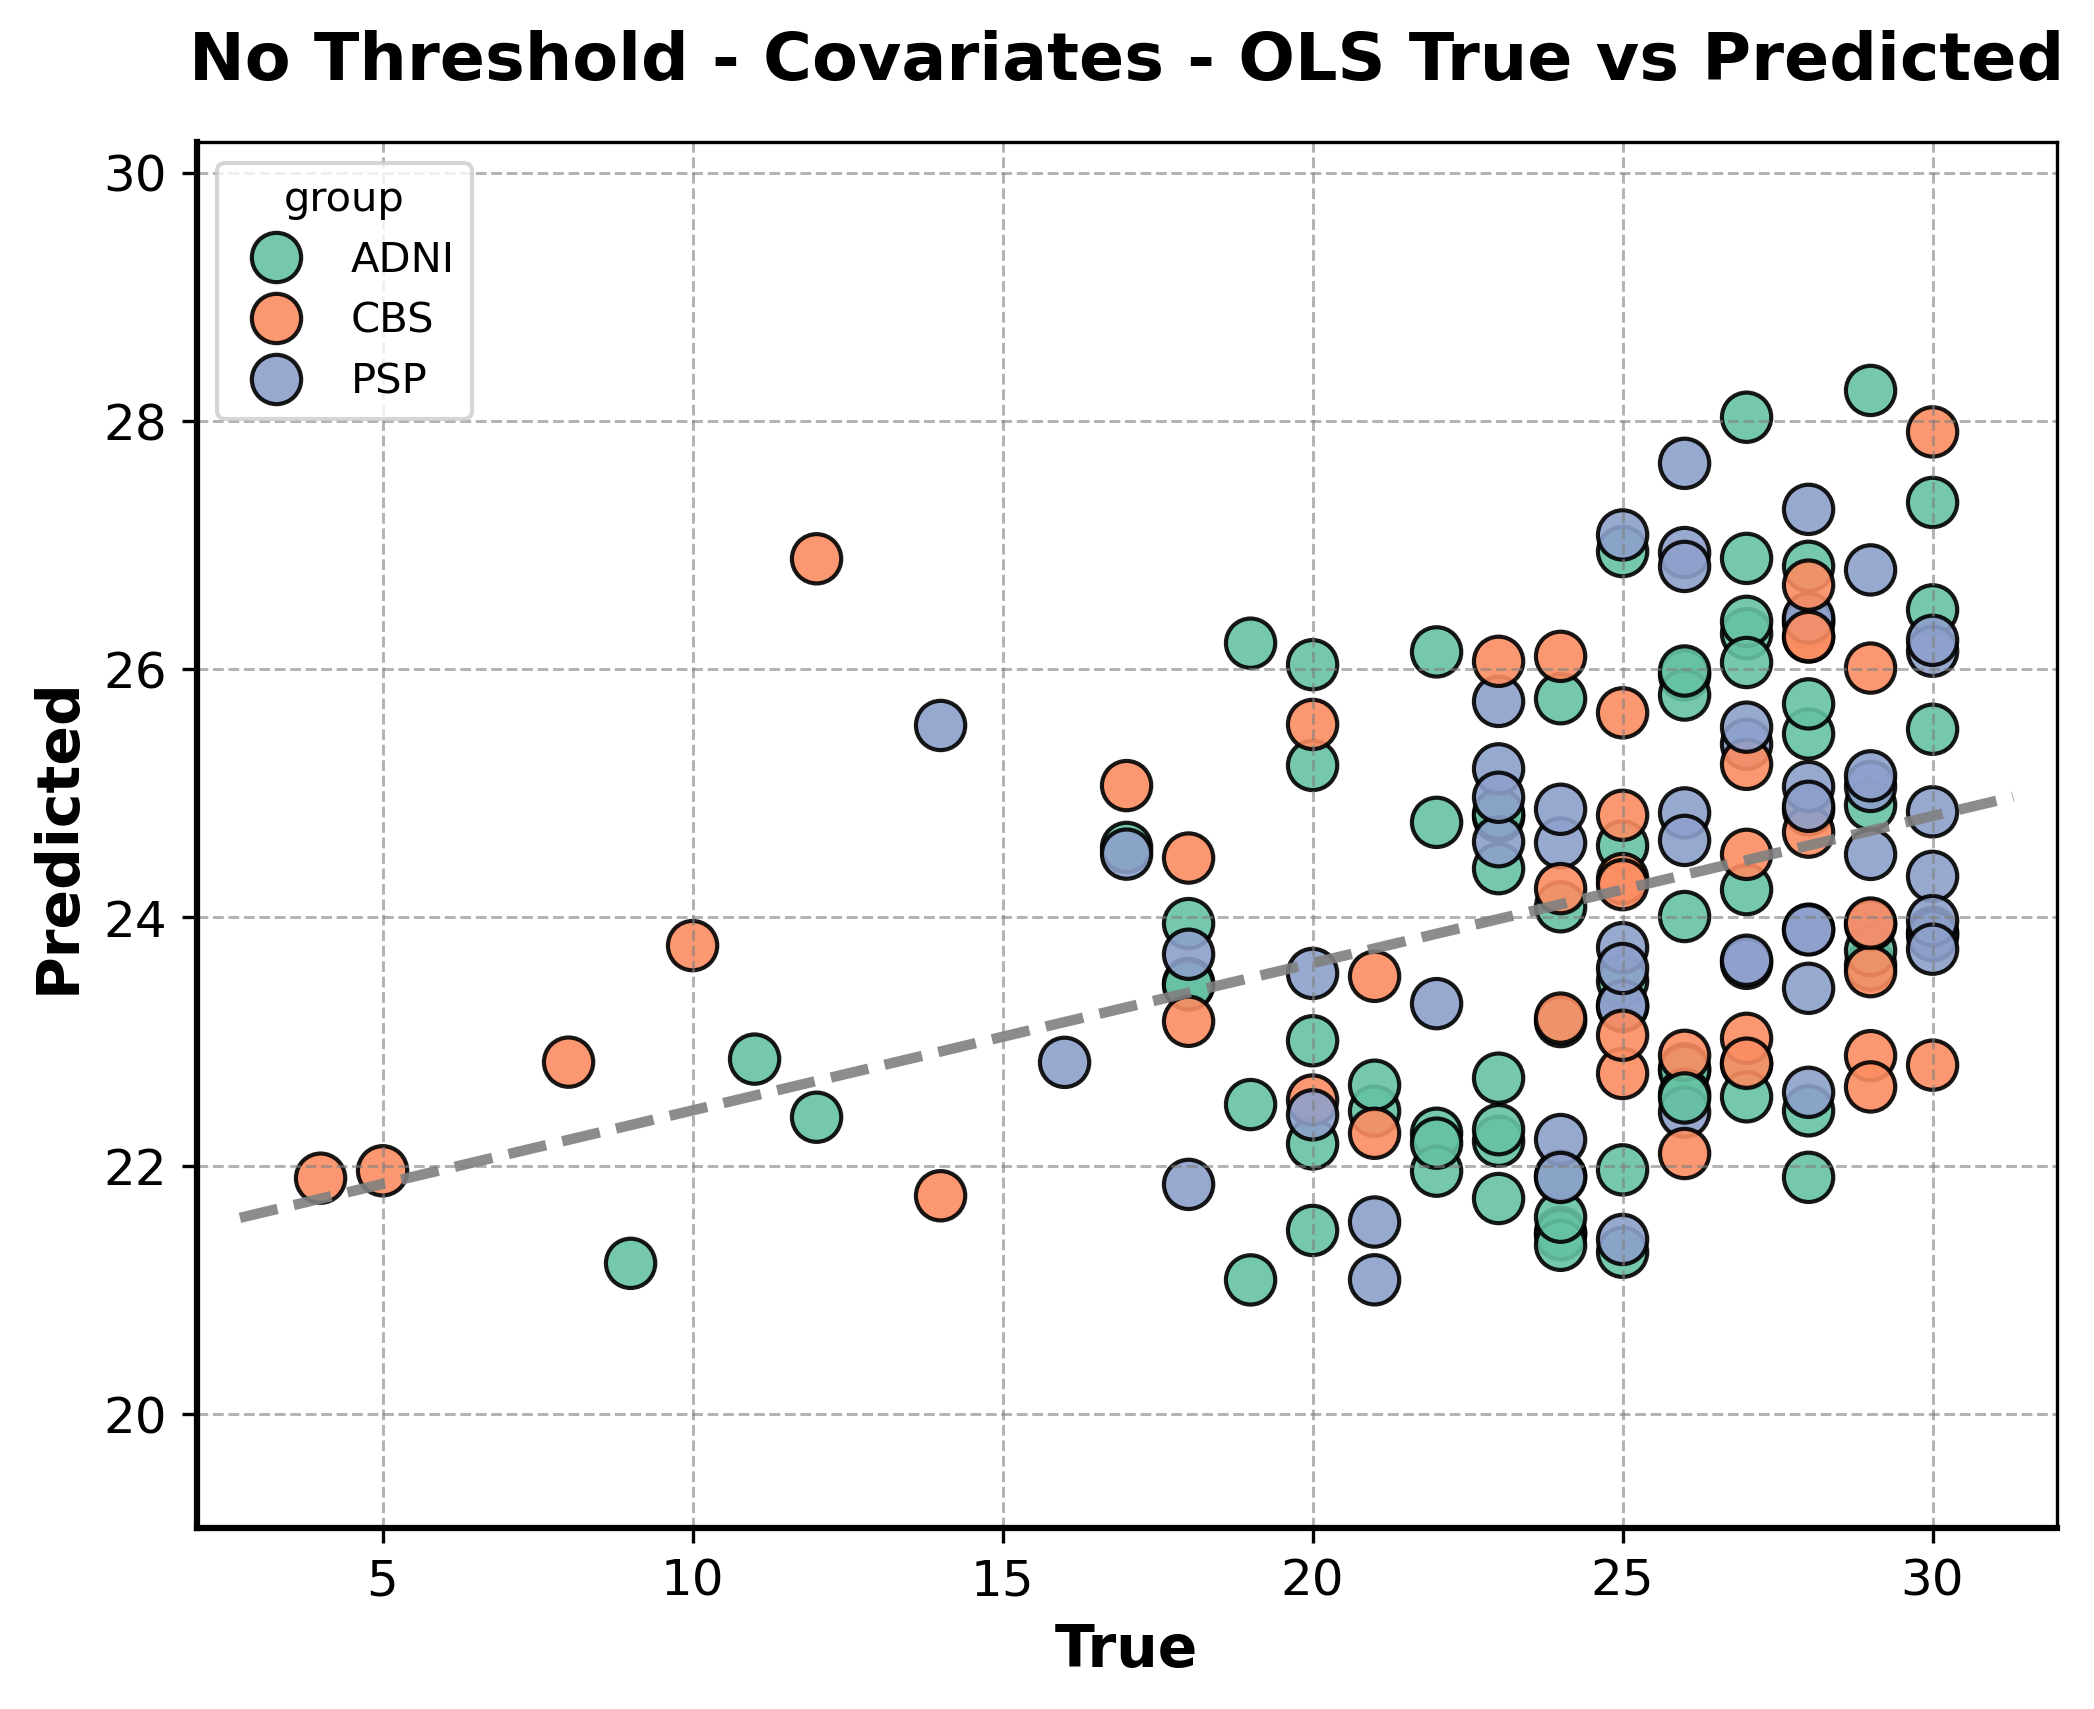 No Threshold - Covariates - OLS True vs Predicted
group
ADNI
CBS
PSP
Predicted
30
28
26
24
22
20
5 10 15 20 25 30
True